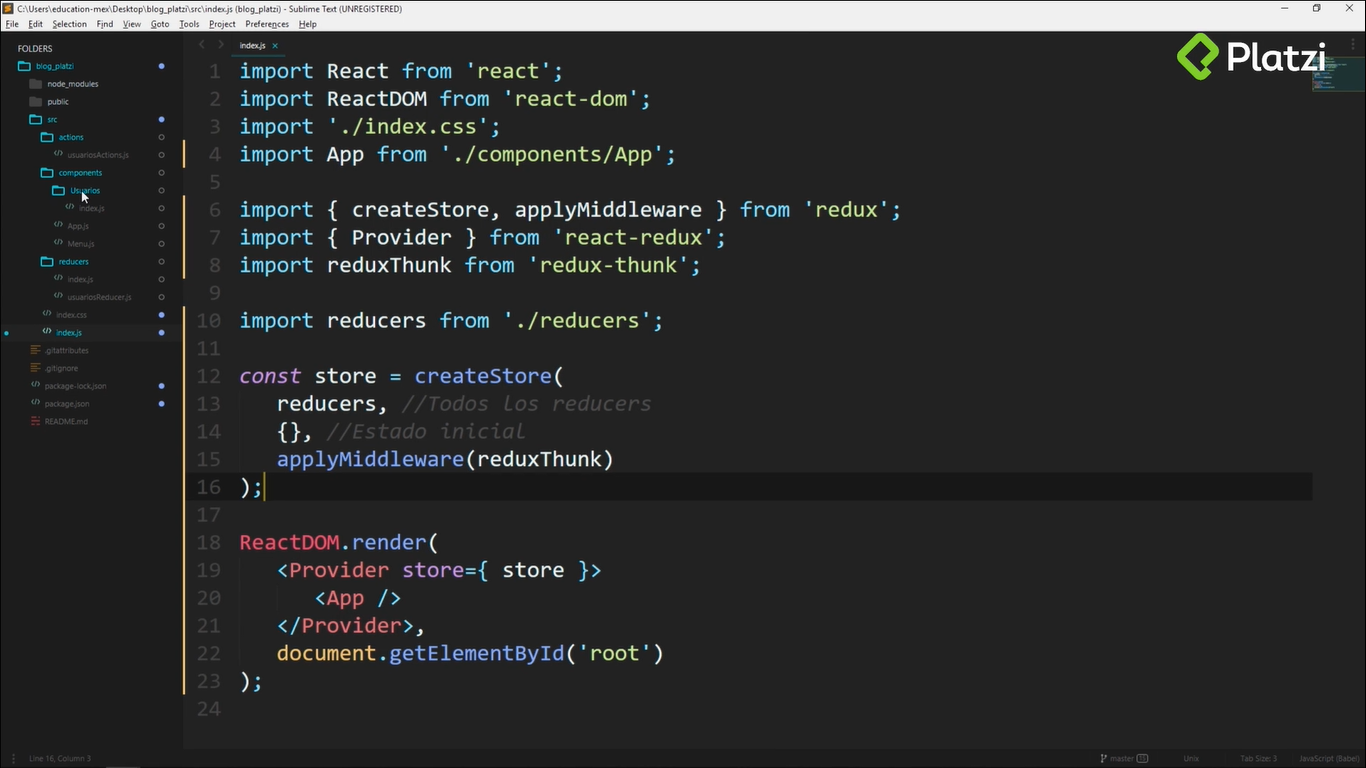 C:\Users\education-mex\Desktop\blog_platzi\src\index.js (blog_platzi) - Sublime Text (UNREGISTERED)
File Edit Selection Find View Goto Tools Project Preferences Help
FOLDERS
blog_platzi
node_modules
public
src
actions
usuariosActions.js
components
Usuarios
index.js
App.js
Menu.js
reducers
index.js
usuariosReducer.js
index.css
index.js
.gitattributes
.gitignore
package-lock.json
package.json
README.md
index.js
Platzi
1 import React from 'react';
2 import ReactDOM from 'react-dom';
3 import './index.css';
4 import App from './components/App';
5
6 import { createStore, applyMiddleware } from 'redux';
7 import { Provider } from 'react-redux';
8 import reduxThunk from 'redux-thunk';
9
10 import reducers from './reducers';
11
12 const store = createStore(
13 reducers, //Todos los reducers
14 {}, //Estado inicial
15 applyMiddleware(reduxThunk)
16 );
17
18 ReactDOM.render(
19 <Provider store={ store }>
20 <App />
21 </Provider>,
22 document.getElementById('root')
23 );
24
Line 16, Column 3
master
Unix
Tab Size: 3
JavaScript (Babel)